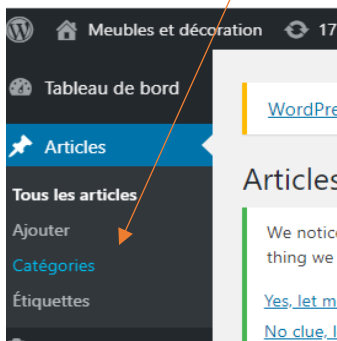 Meubles et décoration 17
Tableau de bord
WordPre
Articles
Articles
Tous les articles
Ajouter
We notic
thing we
Catégories
Étiquettes
Yes, let m
No clue, I